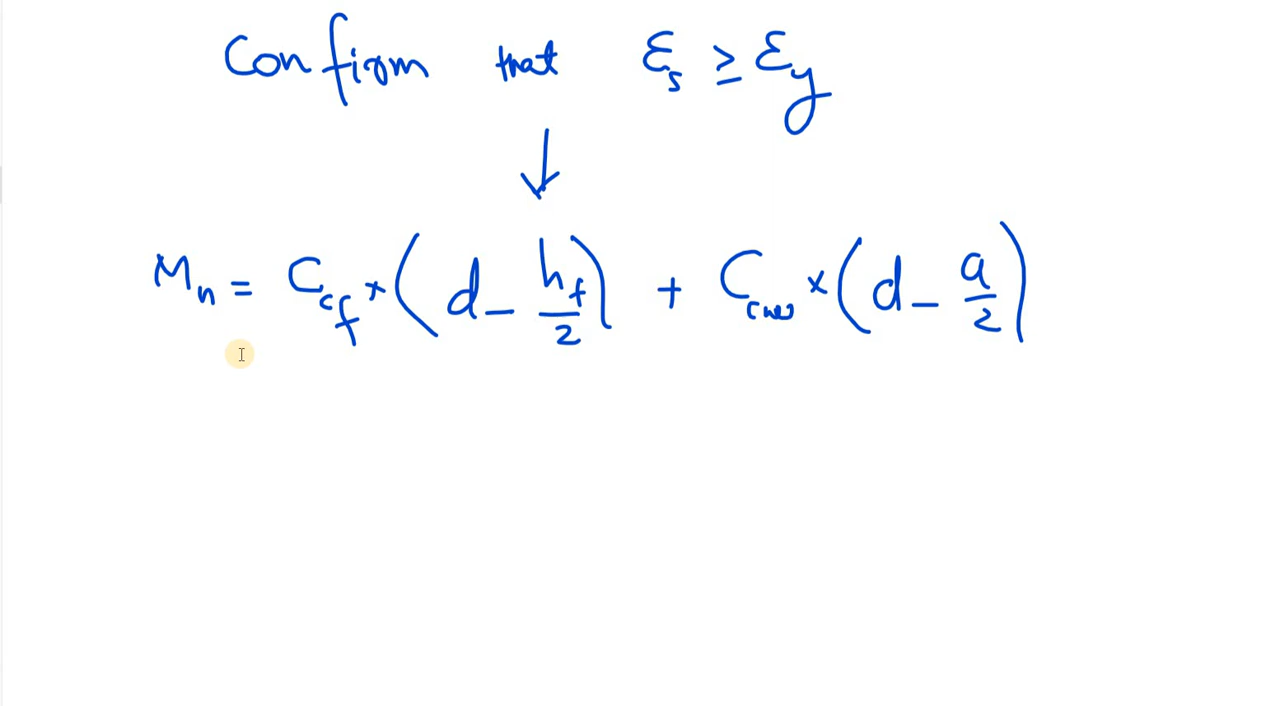 Confirm that εs ≥ εy
↓
Mn = Ccf × (d - hf/2) + Ccw × (d - a/2)